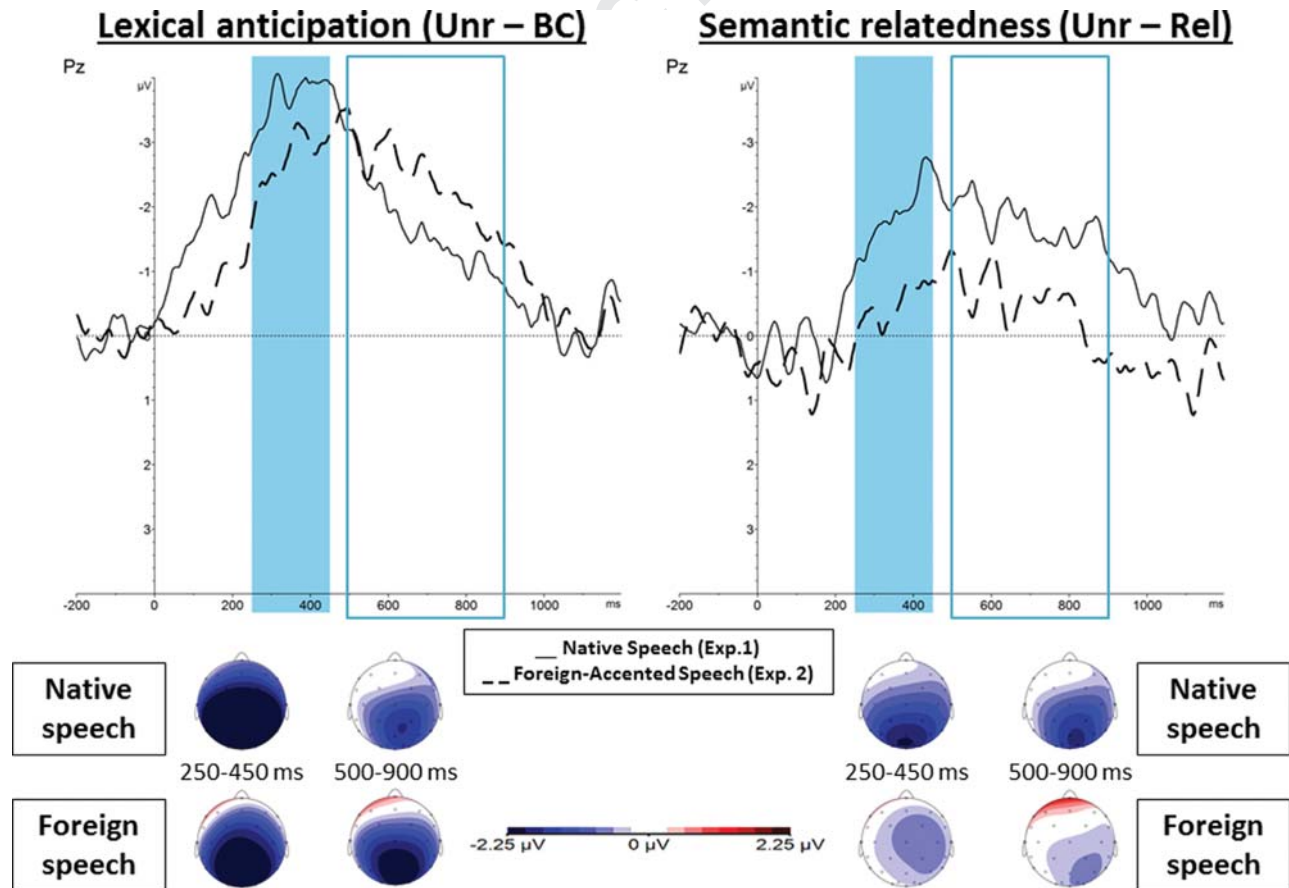 Lexical anticipation (Unr – BC)
Semantic relatedness (Unr – Rel)
Pz
µV
-3
-2
-1
0
1
2
3
-200 0 200 400 600 800 1000 ms
Pz
µV
-3
-2
-1
0
1
2
3
-200 0 200 400 600 800 1000 ms
__ Native Speech (Exp.1)
_ _ Foreign-Accented Speech (Exp. 2)
Native
speech
250-450 ms 500-900 ms
Foreign
speech
-2.25 µV 0 µV 2.25 µV
250-450 ms 500-900 ms
Native
speech
Foreign
speech